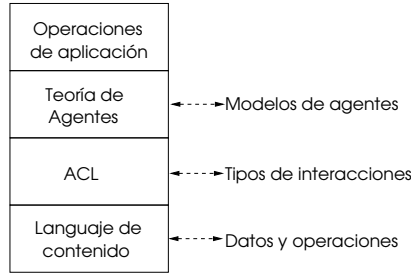 Operaciones
de aplicación
Teoría de
Agentes
Modelos de agentes
ACL
Tipos de interacciones
Languaje de
contenido
Datos y operaciones